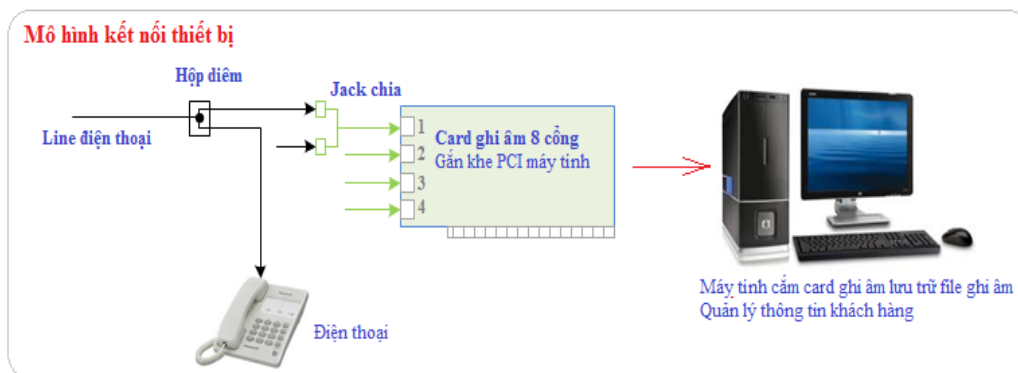 Mô hình kết nối thiết bị
Hộp diêm
Jack chia
Line điện thoại
1
2
3
4
Card ghi âm 8 cổng
Gắn khe PCI máy tính
Điện thoại
Máy tính cắm card ghi âm lưu trữ file ghi âm
Quản lý thông tin khách hàng